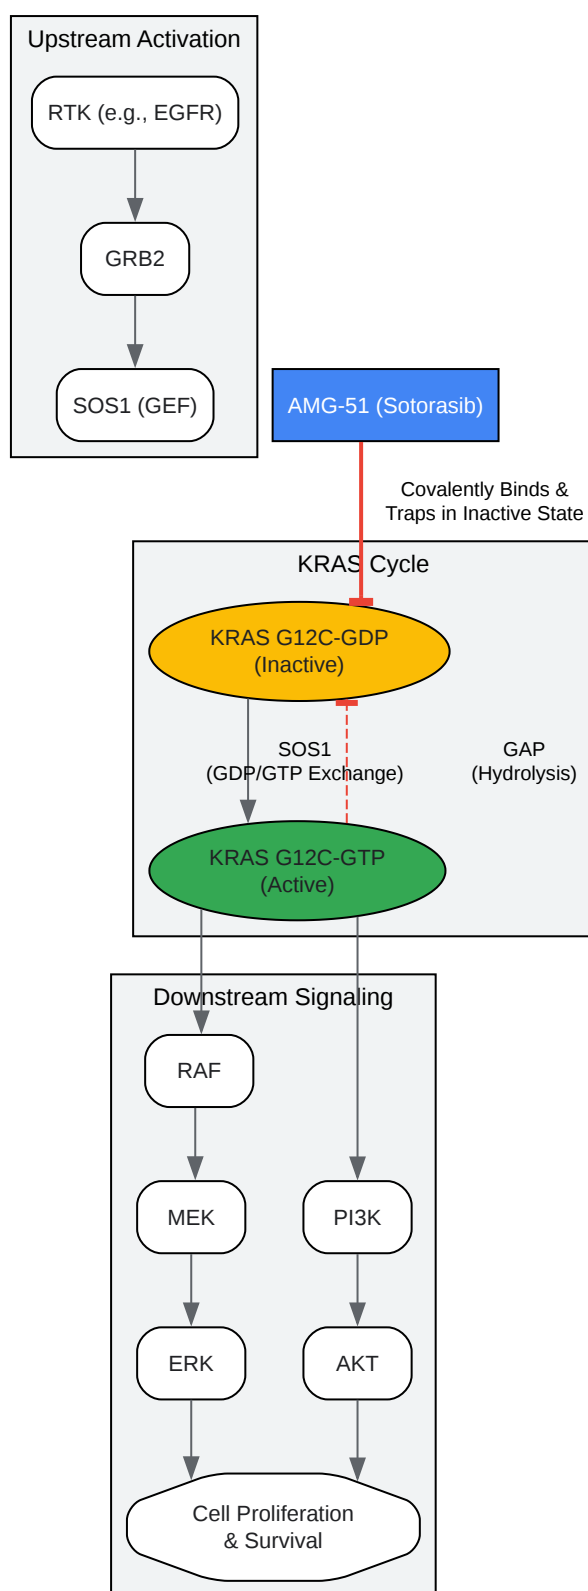 Upstream Activation
RTK (e.g., EGFR)
GRB2
SOS1 (GEF)
AMG-51 (Sotorasib)
Covalently Binds &
Traps in Inactive State
KRAS Cycle
KRAS G12C-GDP
(Inactive)
SOS1
(GDP/GTP Exchange)
GAP
(Hydrolysis)
KRAS G12C-GTP
(Active)
Downstream Signaling
RAF
MEK
PI3K
ERK
AKT
Cell Proliferation
& Survival